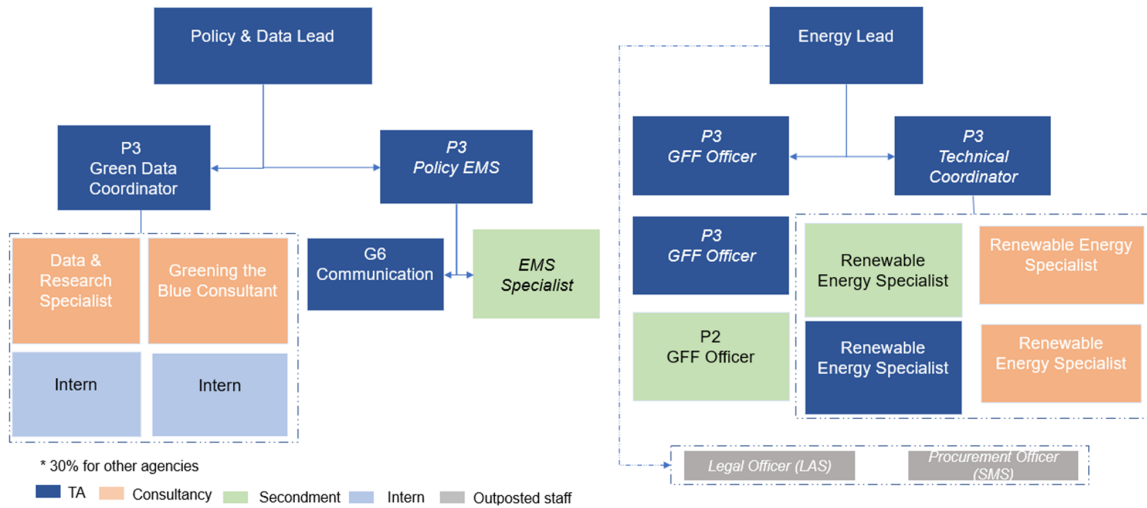 Policy & Data Lead
P3
Green Data
Coordinator
P3
Policy EMS
Data &
Research
Specialist
Greening the
Blue Consultant
Intern
Intern
G6
Communication
EMS
Specialist
Energy Lead
P3
GFF Officer
P3
Technical
Coordinator
P3
GFF Officer
P2
GFF Officer
Renewable
Energy Specialist
Renewable Energy
Specialist
Renewable
Energy Specialist
Renewable
Energy Specialist
Legal Officer (LAS)
Procurement Officer
(SMS)
* 30% for other agencies
TA
Consultancy
Secondment
Intern
Outposted staff